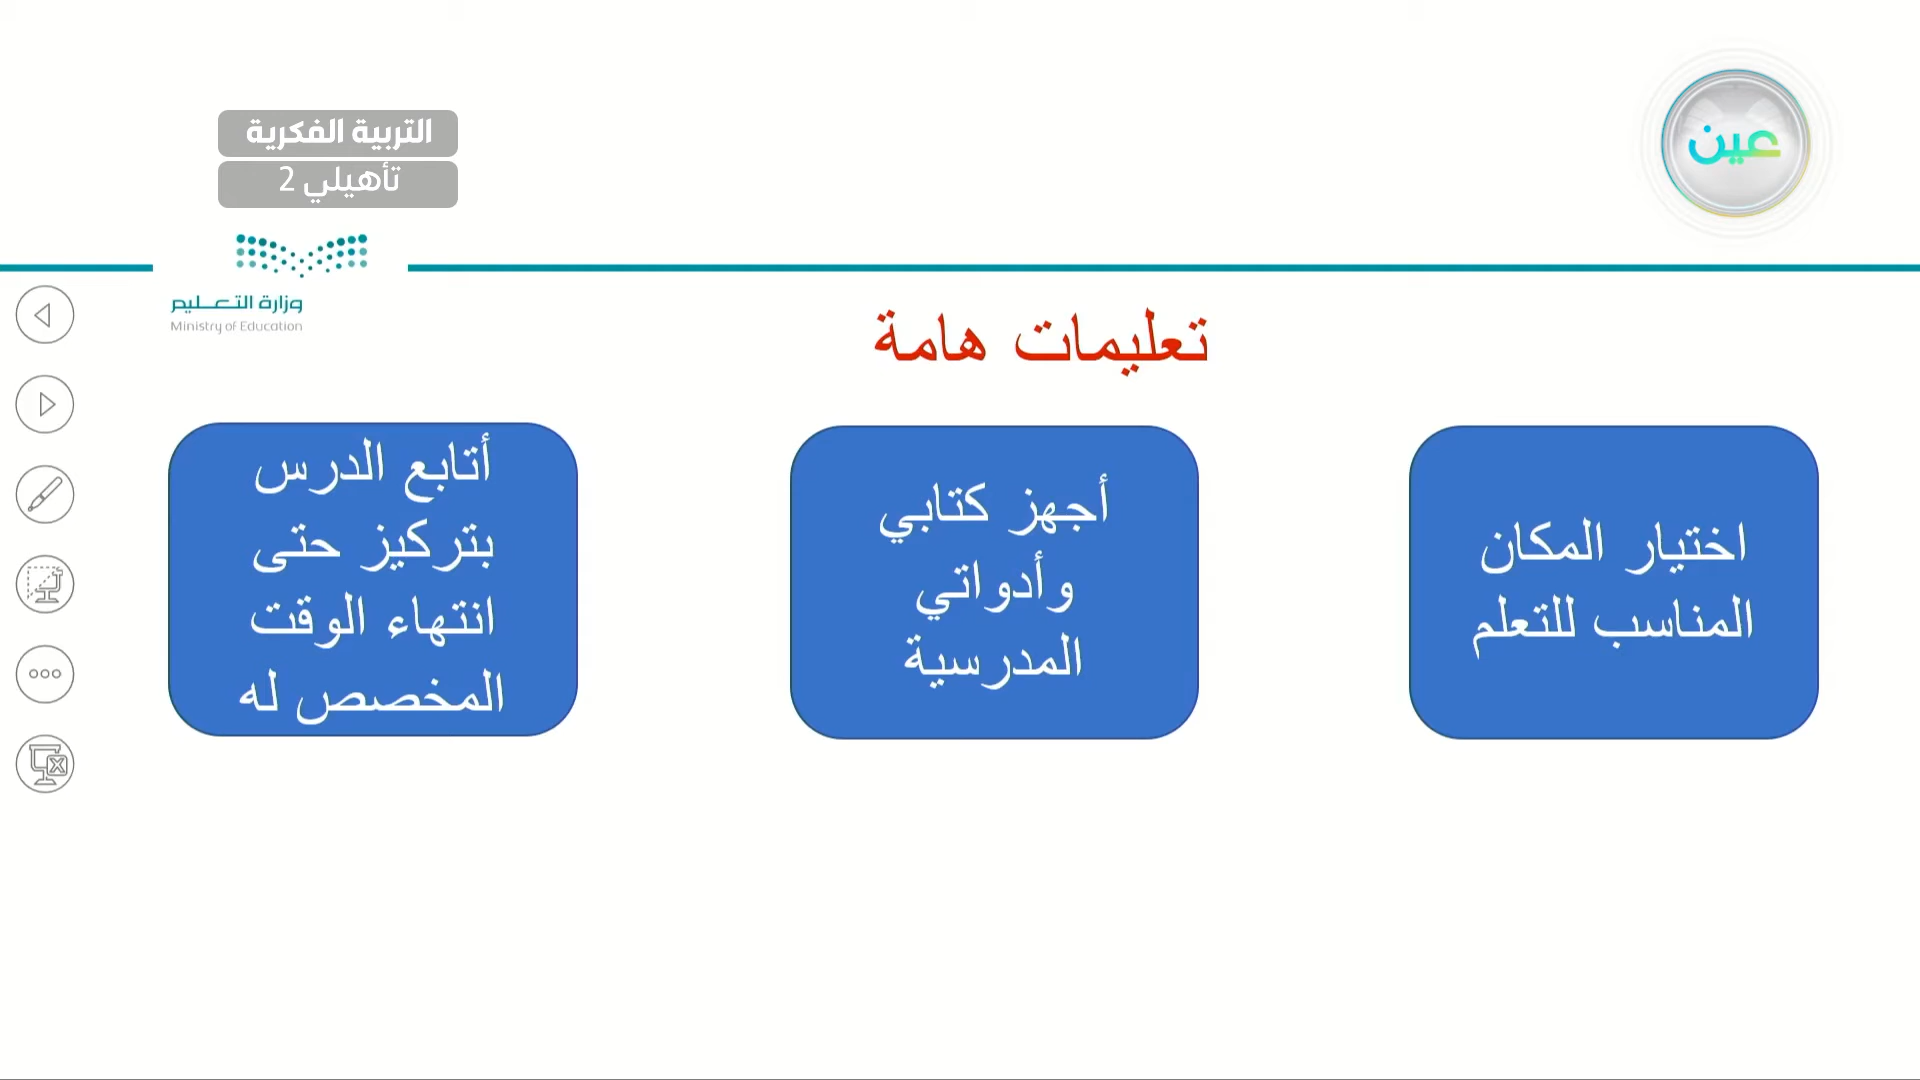 عين
التربية الفكرية
تأهيلي 2
وزارة التعليم
Ministry of Education
تعليمات هامة
اختيار المكان
المناسب للتعلم
أجهز كتابي
وأدواتي
المدرسية
أتابع الدرس
بتركيز حتى
انتهاء الوقت
المخصص له